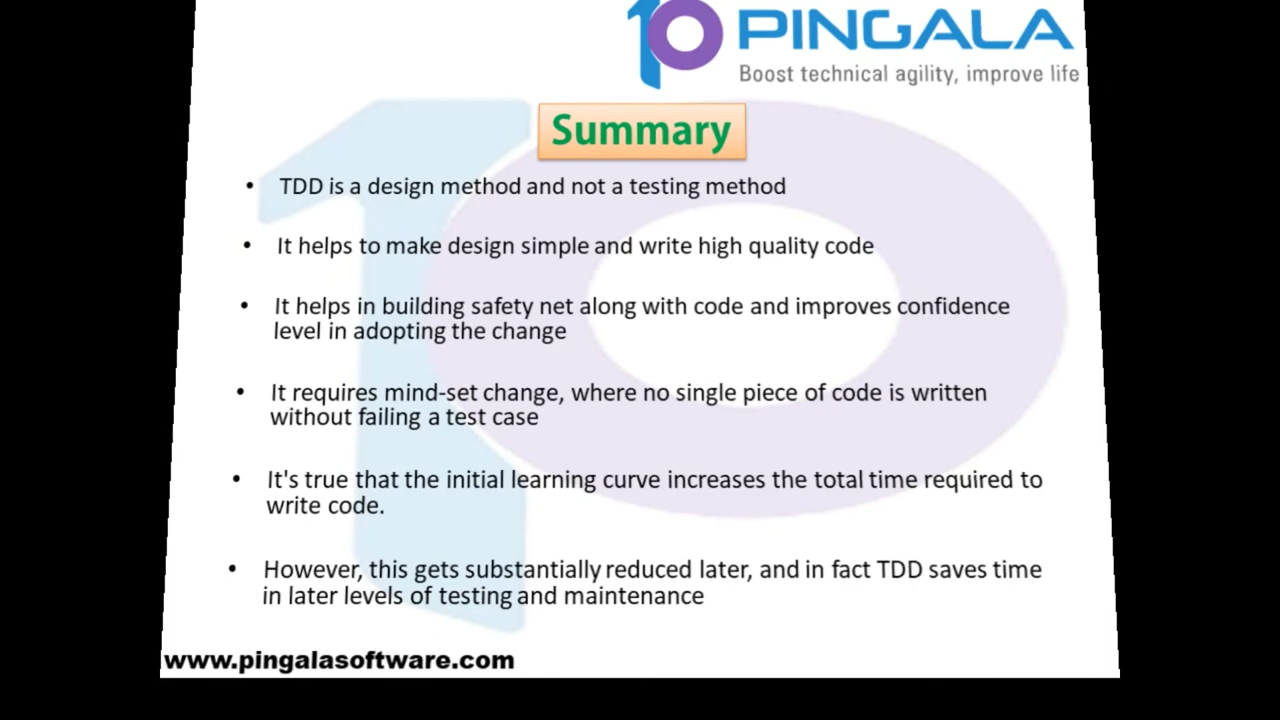 PINGALA
Boost technical agility, improve life
Summary
• TDD is a design method and not a testing method
• It helps to make design simple and write high quality code
• It helps in building safety net along with code and improves confidence
level in adopting the change
• It requires mind-set change, where no single piece of code is written
without failing a test case
• It's true that the initial learning curve increases the total time required to
write code.
• However, this gets substantially reduced later, and in fact TDD saves time
in later levels of testing and maintenance
www.pingalasoftware.com